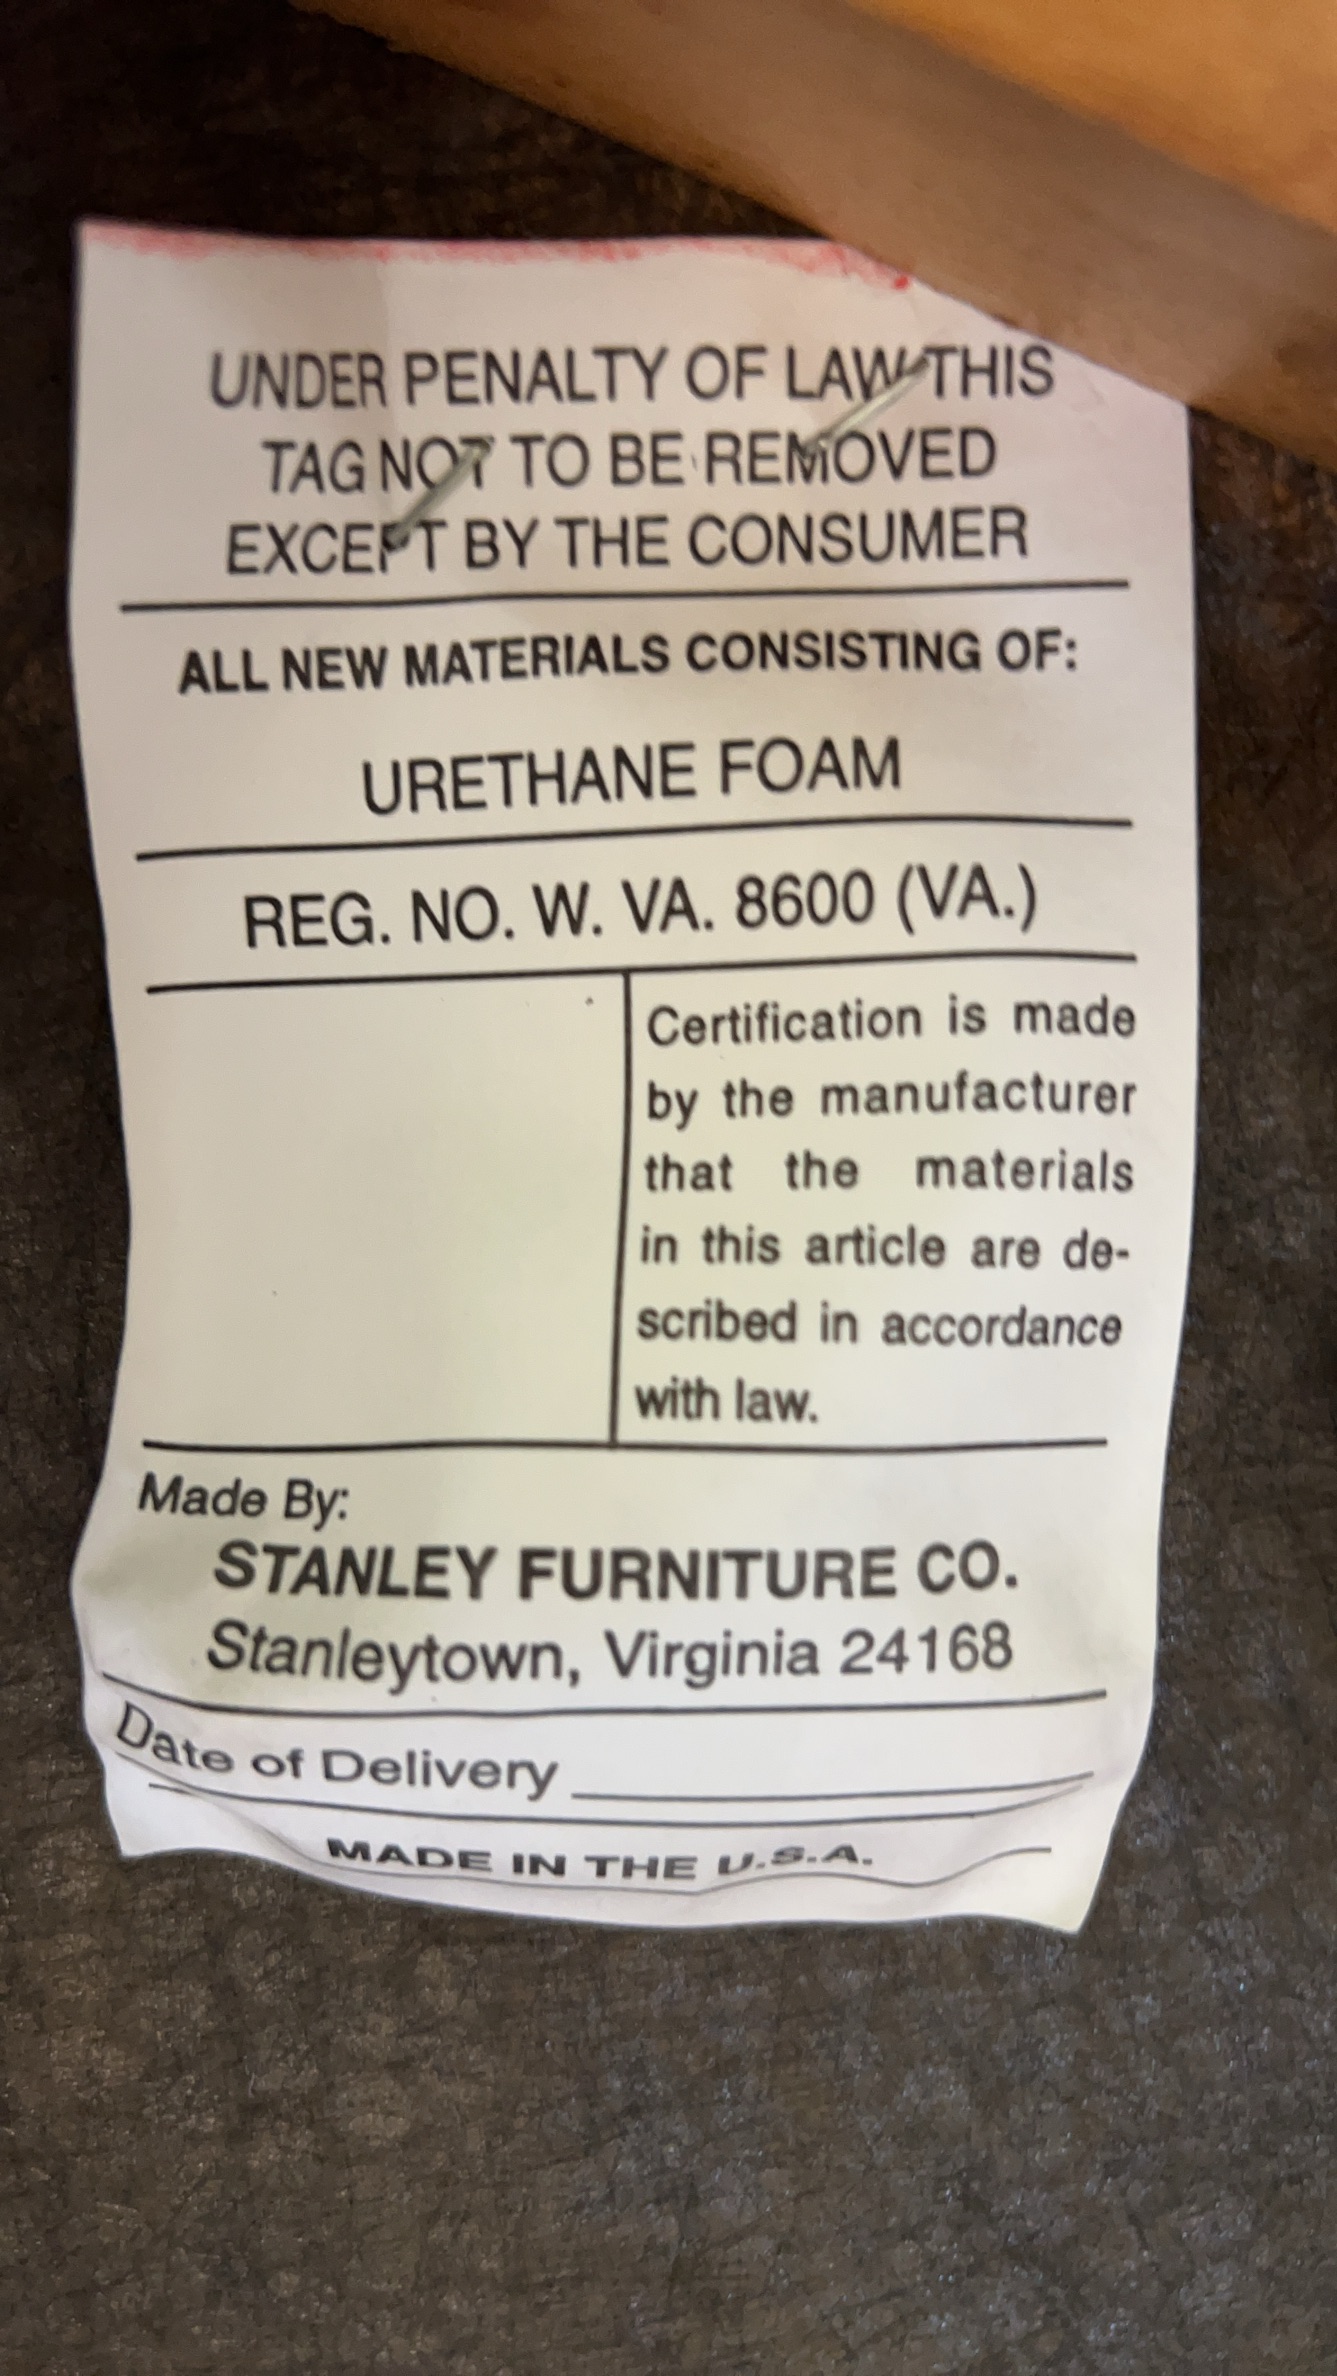 UNDER PENALTY OF LAW THIS
TAG NOT TO BE REMOVED
EXCEPT BY THE CONSUMER
ALL NEW MATERIALS CONSISTING OF:
URETHANE FOAM
REG. NO. W. VA. 8600 (VA.)
Certification is made
by the manufacturer
that the materials
in this article are de-
scribed in accordance
with law.
Made By:
STANLEY FURNITURE CO.
Stanleytown, Virginia 24168
Date of Delivery
MADE IN THE U.S.A.